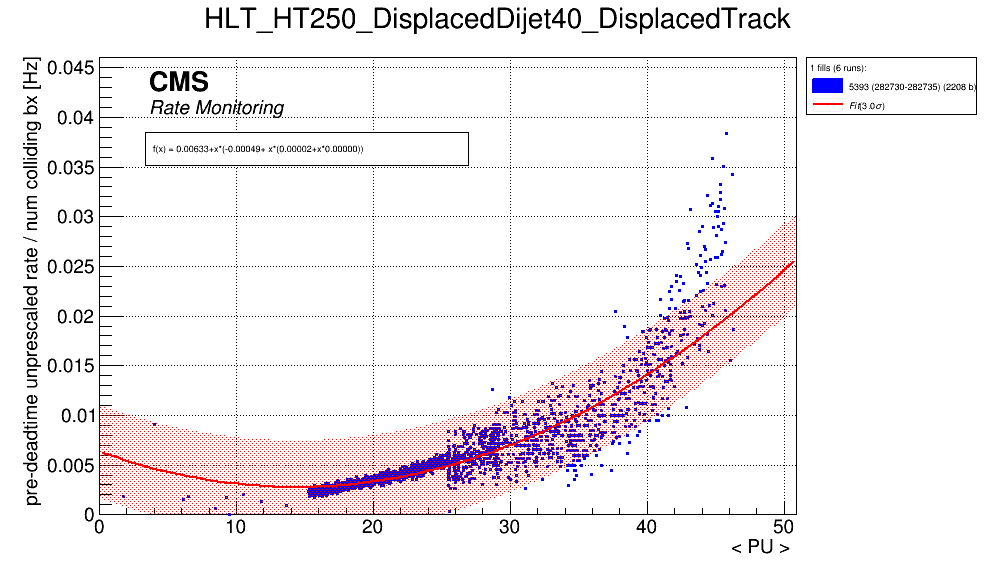 HLT_HT250_DisplacedDijet40_DisplacedTrack
pre-deadtime unprescaled rate / num colliding bx [Hz]
0.045
0.04
0.035
0.03
0.025
0.02
0.015
0.01
0.005
0
CMS
Rate Monitoring
f(x) = 0.00633+x*(-0.00049+ x*(0.00002+x*0.00000))
1 fills (6 runs):
5393 (282730-282735) (2208 b)
Fit(3.0σ)
0 10 20 30 40 50
< PU >